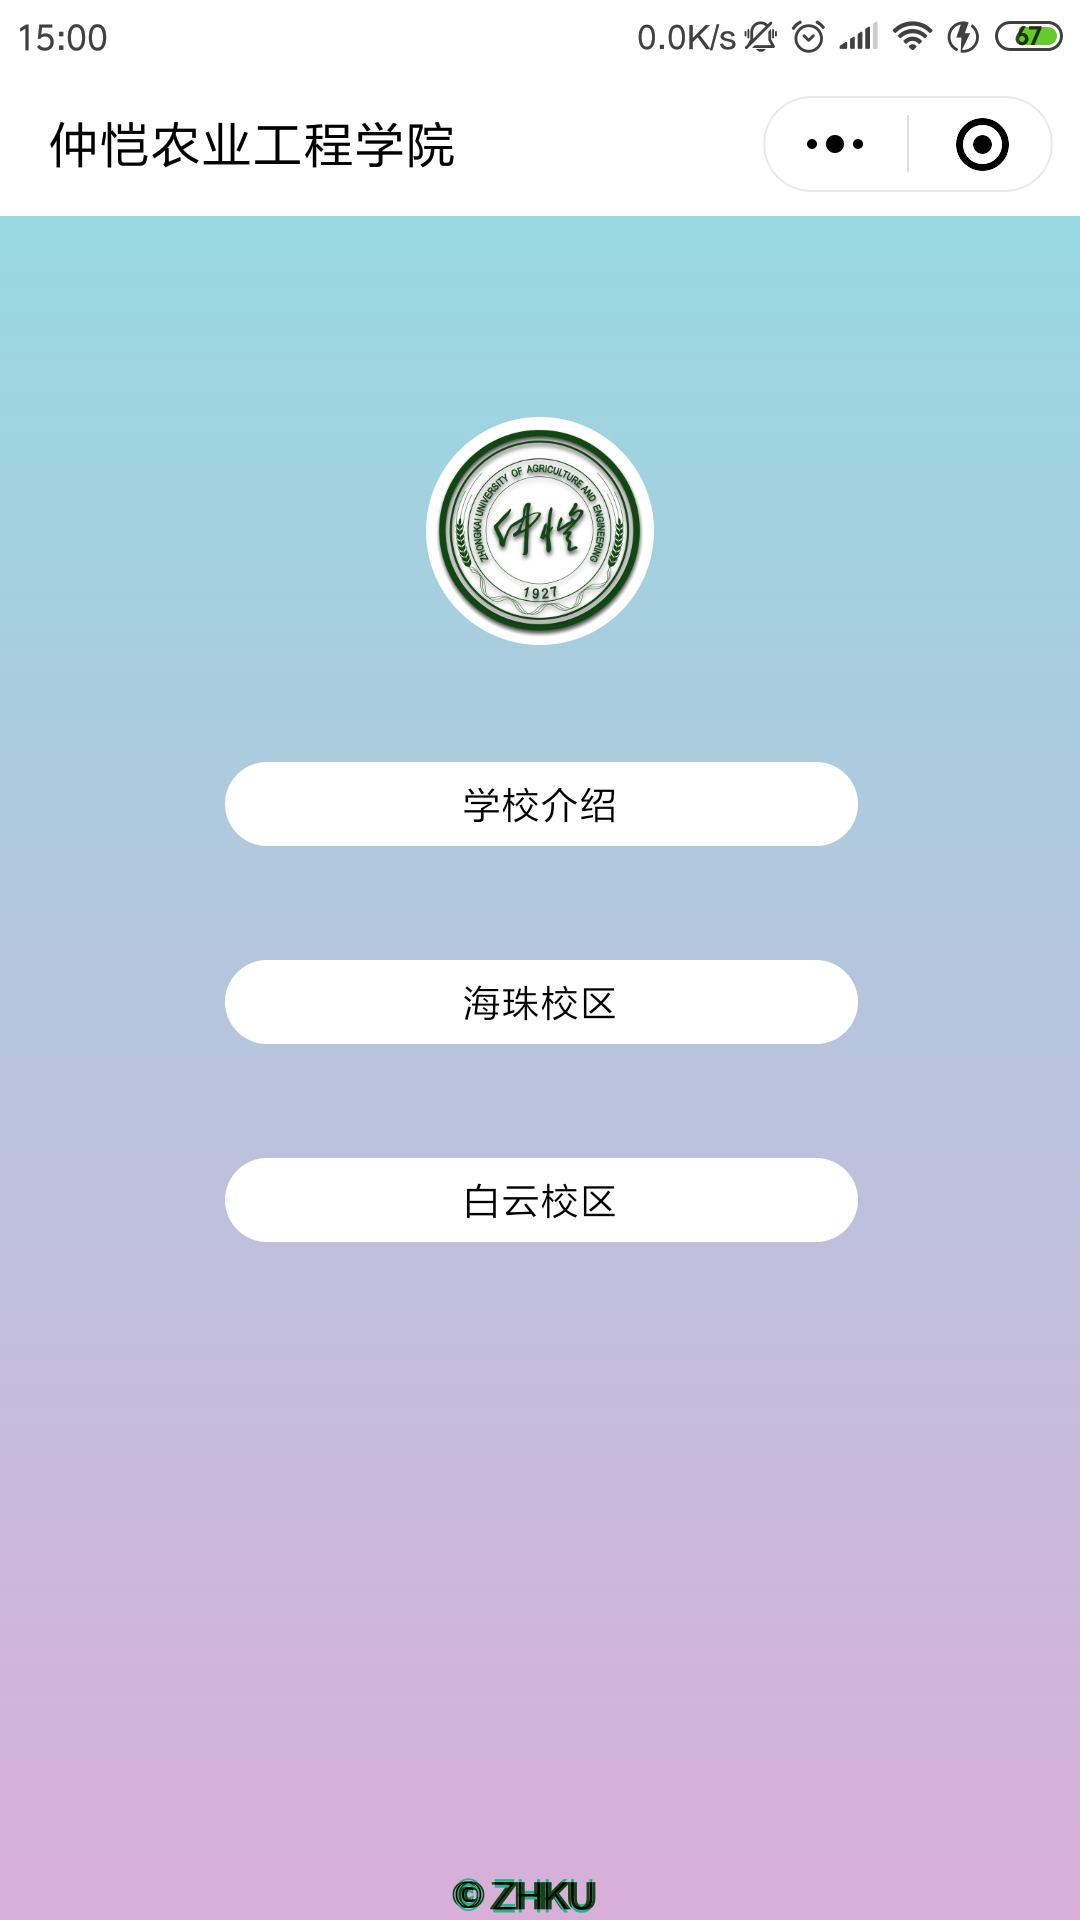 15:00
0.0K/s
67
仲恺农业工程学院
ZHONGKAI UNIVERSITY OF AGRICULTURE AND ENGINEERING
仲恺
1927
学校介绍
海珠校区
白云校区
© ZHKU